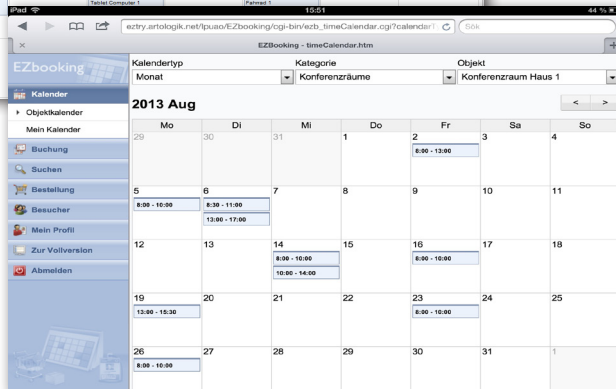 Tablet Computer 1
Fahrrad 1
iPad
15:51
44 %
eztry.artologik.net/lpuao/EZbooking/cgi-bin/ezb_timeCalendar.cgi?calendarT
Sök
EZBooking - timeCalendar.htm
EZbooking
Kalender
Objektkalender
Mein Kalender
Buchung
Suchen
Bestellung
Besucher
Mein Profil
Zur Vollversion
Abmelden
Kalendertyp Kategorie Objekt
Monat Konferenzräume Konferenzraum Haus 1
2013 Aug < >
Mo Di Mi Do Fr Sa So
29 30 31 1 2 3 4
8:00 - 13:00
5 6 7 8 9 10 11
8:00 - 10:00 8:30 - 11:00
13:00 - 17:00
12 13 14 15 16 17 18
8:00 - 10:00 8:00 - 10:00
10:00 - 14:00
19 20 21 22 23 24 25
13:00 - 15:30 8:00 - 10:00
26 27 28 29 30 31 1
8:00 - 10:00